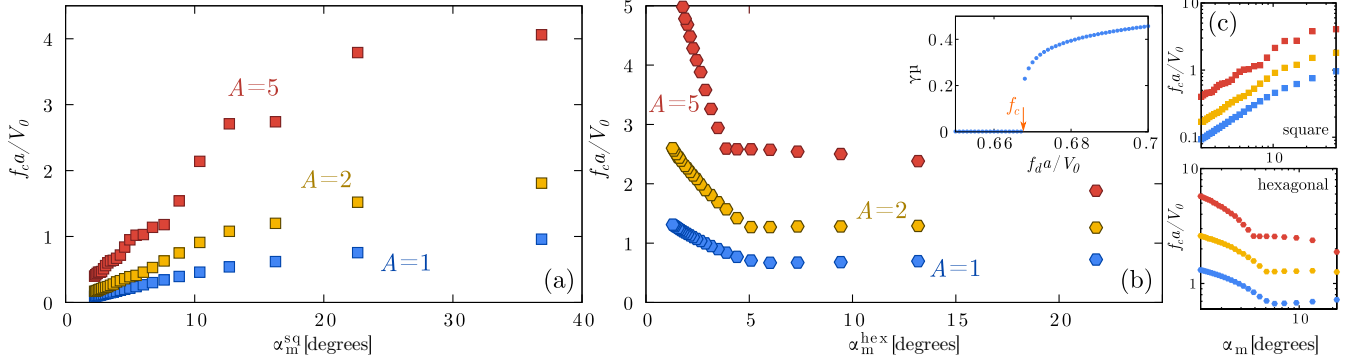 f_c a/V_0
5
4
3
2
1
0
A=5
A=2
A=1
(a)
0
10
20
30
40
α_m^sq [degrees]
f_c a/V_0
5
4
3
2
1
0
A=5
A=2
A=1
(b)
0
5
10
15
20
α_m^hex [degrees]
γμ
0.4
0.2
0
f_c
0.66
0.68
0.7
f_d a/V_0
(c)
f_c a/V_0
10
1
0.1
square
10
f_c a/V_0
10
1
hexagonal
10
α_m [degrees]